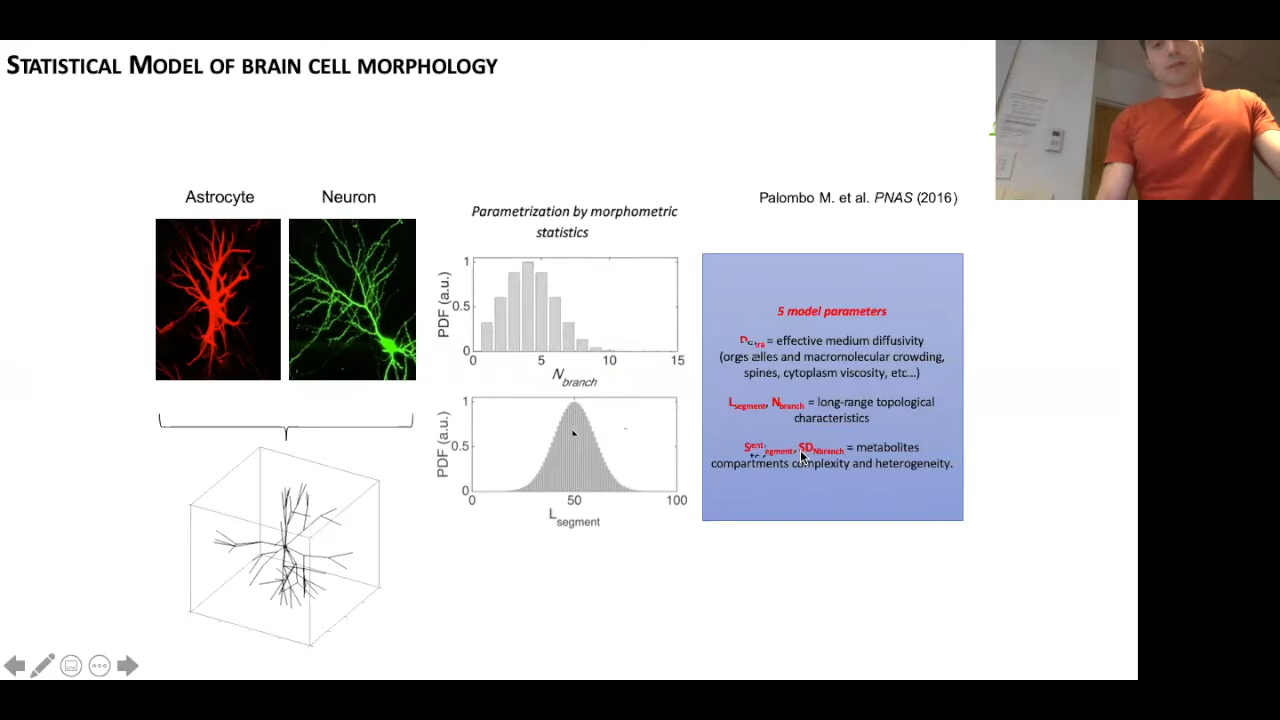 STATISTICAL MODEL OF BRAIN CELL MORPHOLOGY
Astrocyte
Neuron
Parametrization by morphometric
statistics
Palombo M. et al. PNAS (2016)
PDF (a.u.)
1
0.5
0
0
5
10
15
Nbranch
PDF (a.u.)
1
0.5
0
0
50
100
Lsegment
5 model parameters
= effective medium diffusivity
and macromolecular crowding,
spines, cytoplasm viscosity, etc...)
Lsegment, Nbranch = long-range topological
characteristics
SDNbranch = metabolites
compartments complexity and heterogeneity.